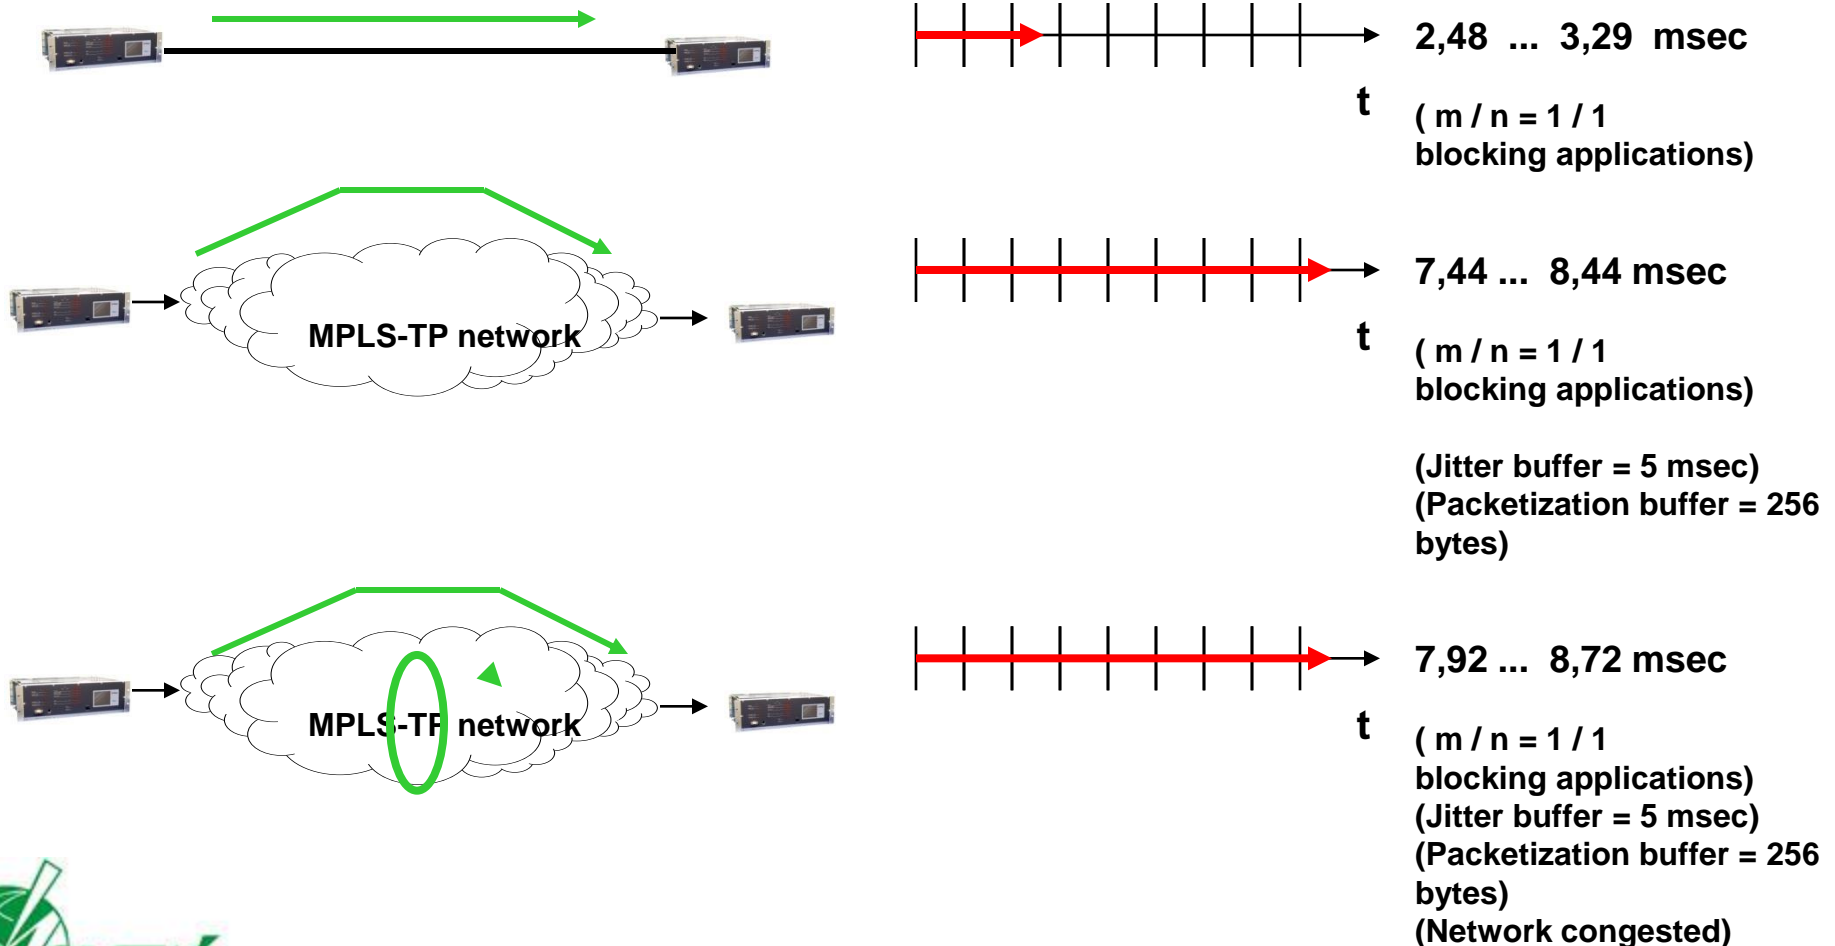 2,48 ... 3,29 msec
t
( m / n = 1 / 1
blocking applications)
MPLS-TP network
7,44 ... 8,44 msec
t
( m / n = 1 / 1
blocking applications)
(Jitter buffer = 5 msec)
(Packetization buffer = 256
bytes)
MPLS-TP network
7,92 ... 8,72 msec
t
( m / n = 1 / 1
blocking applications)
(Jitter buffer = 5 msec)
(Packetization buffer = 256
bytes)
(Network congested)